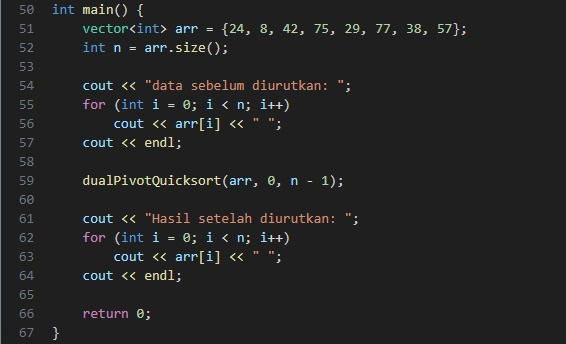 50 int main() {
51     vector<int> arr = {24, 8, 42, 75, 29, 77, 38, 57};
52     int n = arr.size();
53
54     cout << "data sebelum diurutkan: ";
55     for (int i = 0; i < n; i++)
56         cout << arr[i] << " ";
57     cout << endl;
58
59     dualPivotQuicksort(arr, 0, n - 1);
60
61     cout << "Hasil setelah diurutkan: ";
62     for (int i = 0; i < n; i++)
63         cout << arr[i] << " ";
64     cout << endl;
65
66     return 0;
67 }